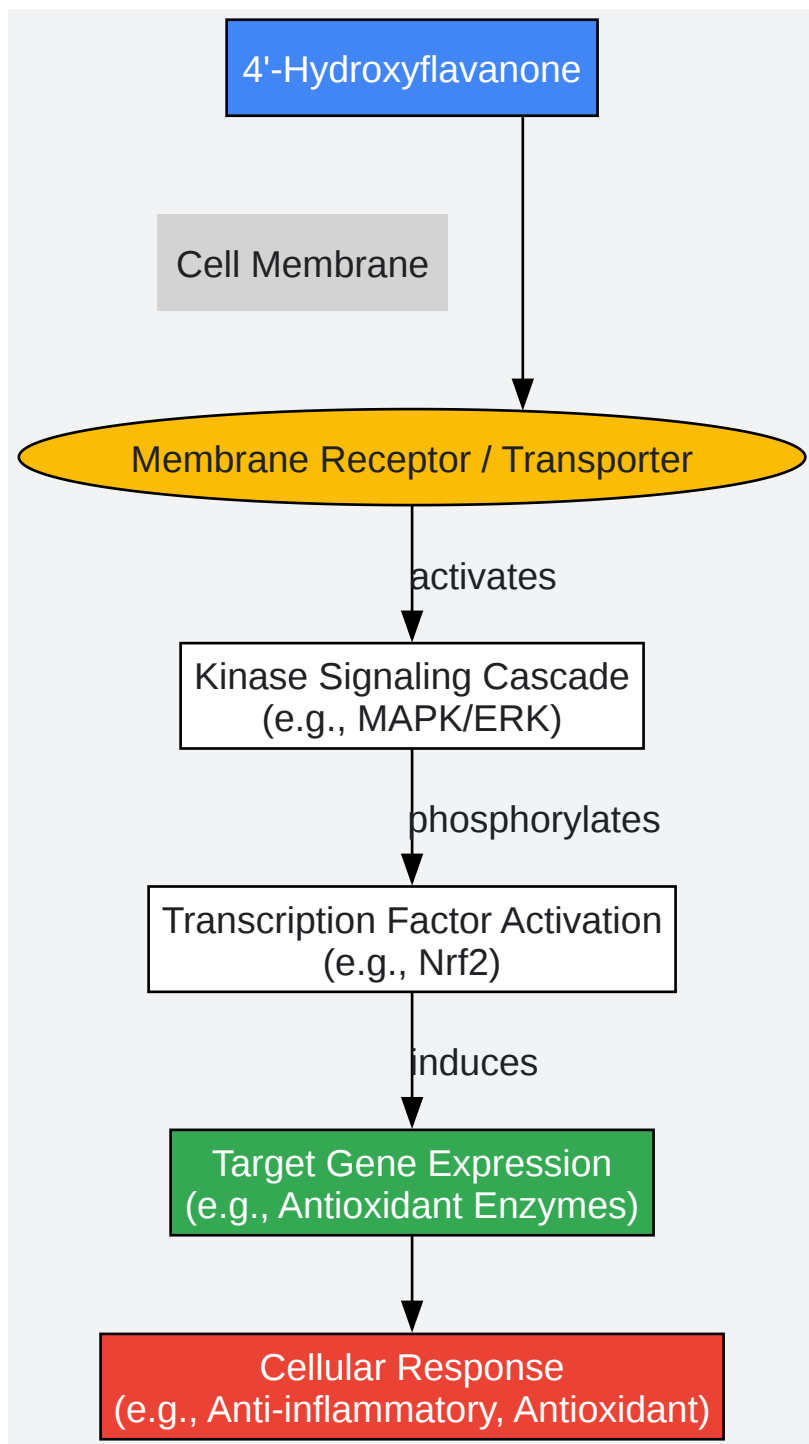 4'-Hydroxyflavanone
Cell Membrane
Membrane Receptor / Transporter
activates
Kinase Signaling Cascade
(e.g., MAPK/ERK)
phosphorylates
Transcription Factor Activation
(e.g., Nrf2)
induces
Target Gene Expression
(e.g., Antioxidant Enzymes)
Cellular Response
(e.g., Anti-inflammatory, Antioxidant)